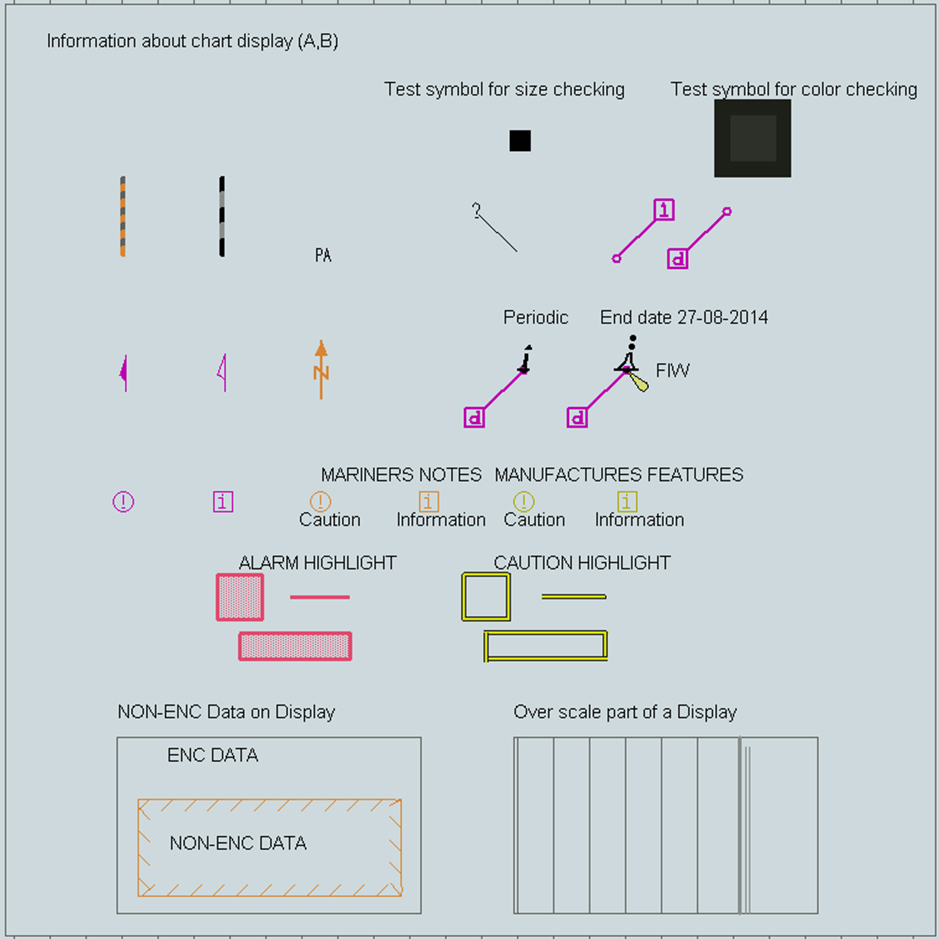 Information about chart display (A,B)
Test symbol for size checking
Test symbol for color checking
?
i
d
PA
Periodic
End date 27-08-2014
N
FIW
d
d
MARINERS NOTES
MANUFACTURES FEATURES
!
i
!
i
!
i
Caution
Information
Caution
Information
ALARM HIGHLIGHT
CAUTION HIGHLIGHT
NON-ENC Data on Display
Over scale part of a Display
ENC DATA
NON-ENC DATA